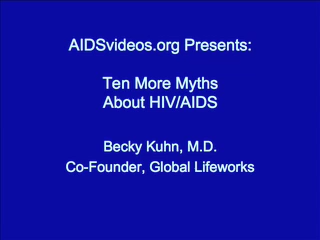 AIDSvideos.org Presents:
Ten More Myths
About HIV/AIDS
Becky Kuhn, M.D.
Co-Founder, Global Lifeworks